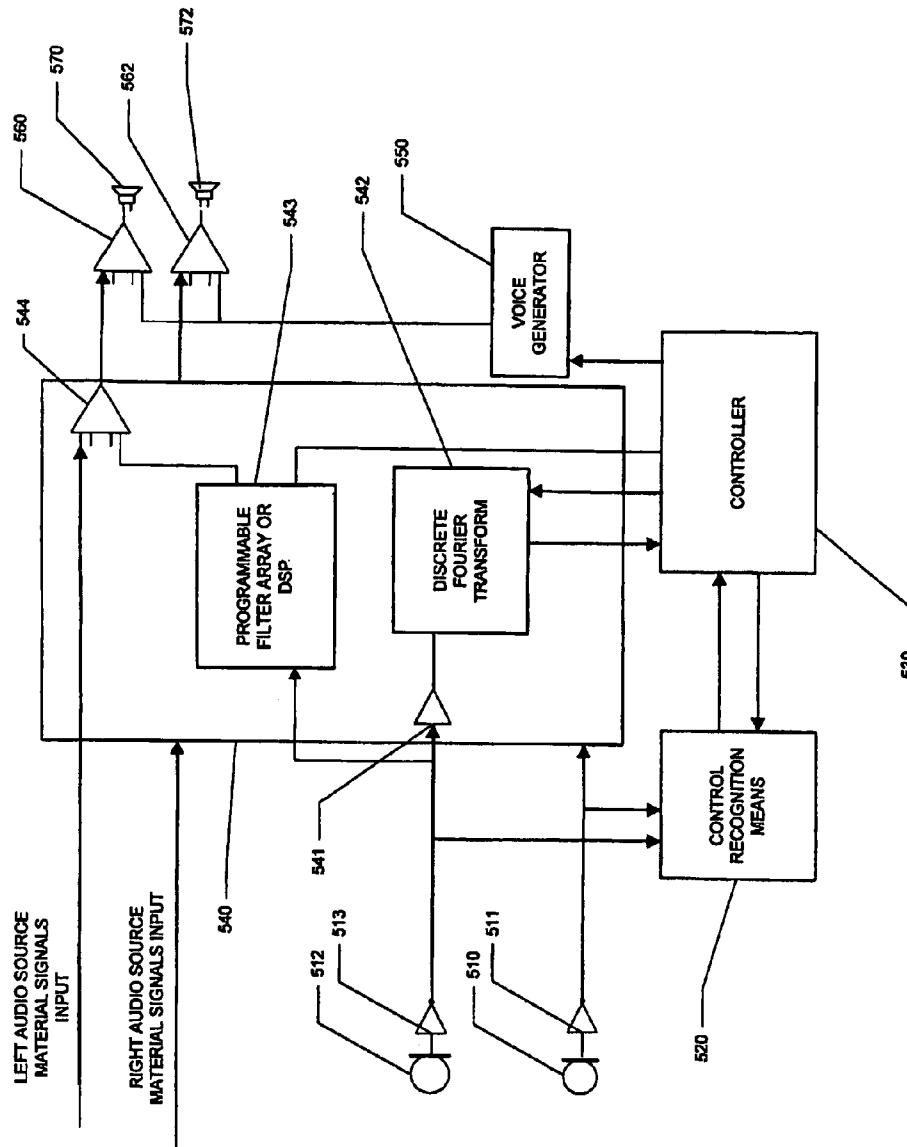 LEFT AUDIO SOURCE
MATERIAL SIGNALS
INPUT
RIGHT AUDIO SOURCE
MATERIAL SIGNALS INPUT
544
560
570
562
572
540
543
PROGRAMMABLE
FILTER ARRAY OR
DSP.
512
513
541
DISCRETE
FOURIER
TRANSFORM
542
VOICE
GENERATOR
550
510
511
520
CONTROL
RECOGNITION
MEANS
CONTROLLER